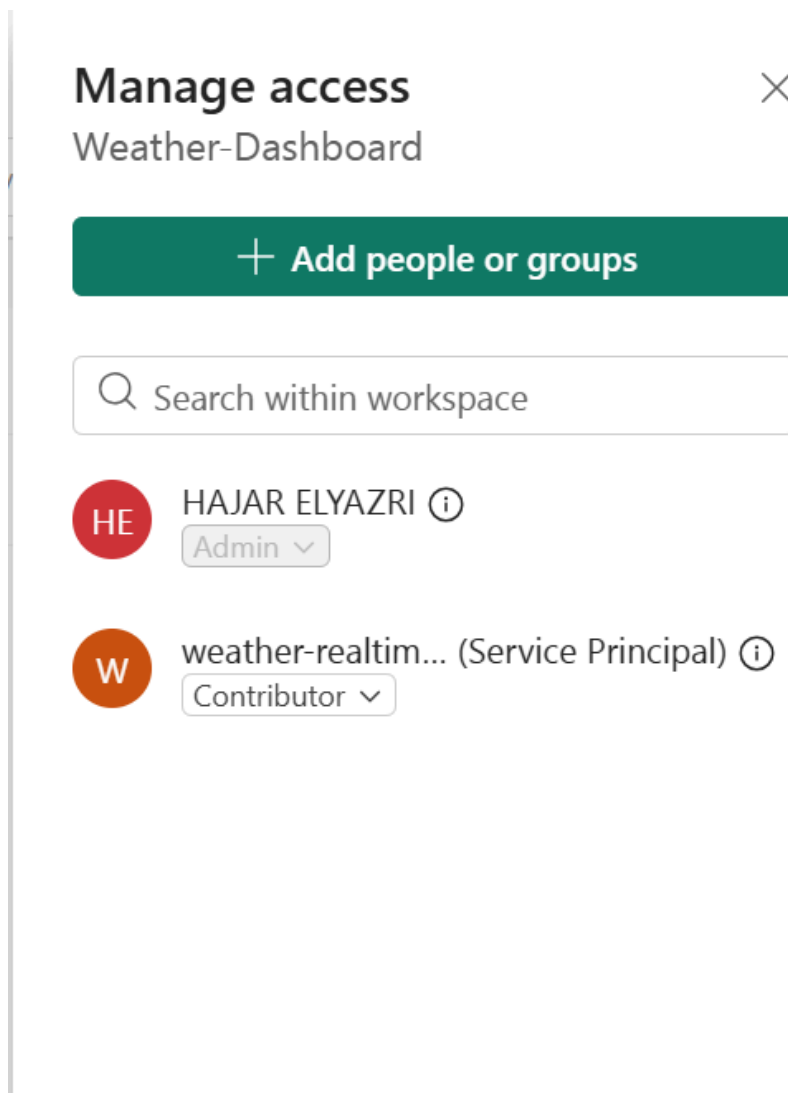 Manage access
Weather-Dashboard
Add people or groups
Search within workspace
HE
HAJAR ELYAZRI
Admin
W
weather-realtim... (Service Principal)
Contributor